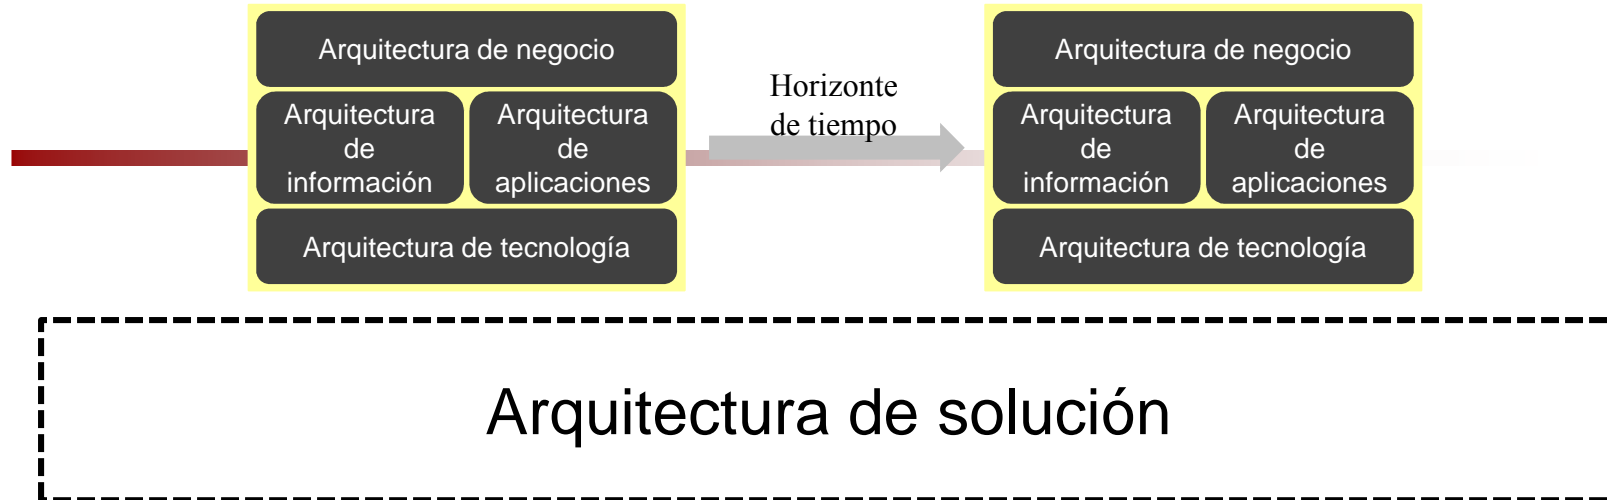 Arquitectura de negocio
Arquitectura
de
información
Arquitectura
de
aplicaciones
Arquitectura de tecnología
Horizonte
de tiempo
Arquitectura de negocio
Arquitectura
de
información
Arquitectura
de
aplicaciones
Arquitectura de tecnología
Arquitectura de solución